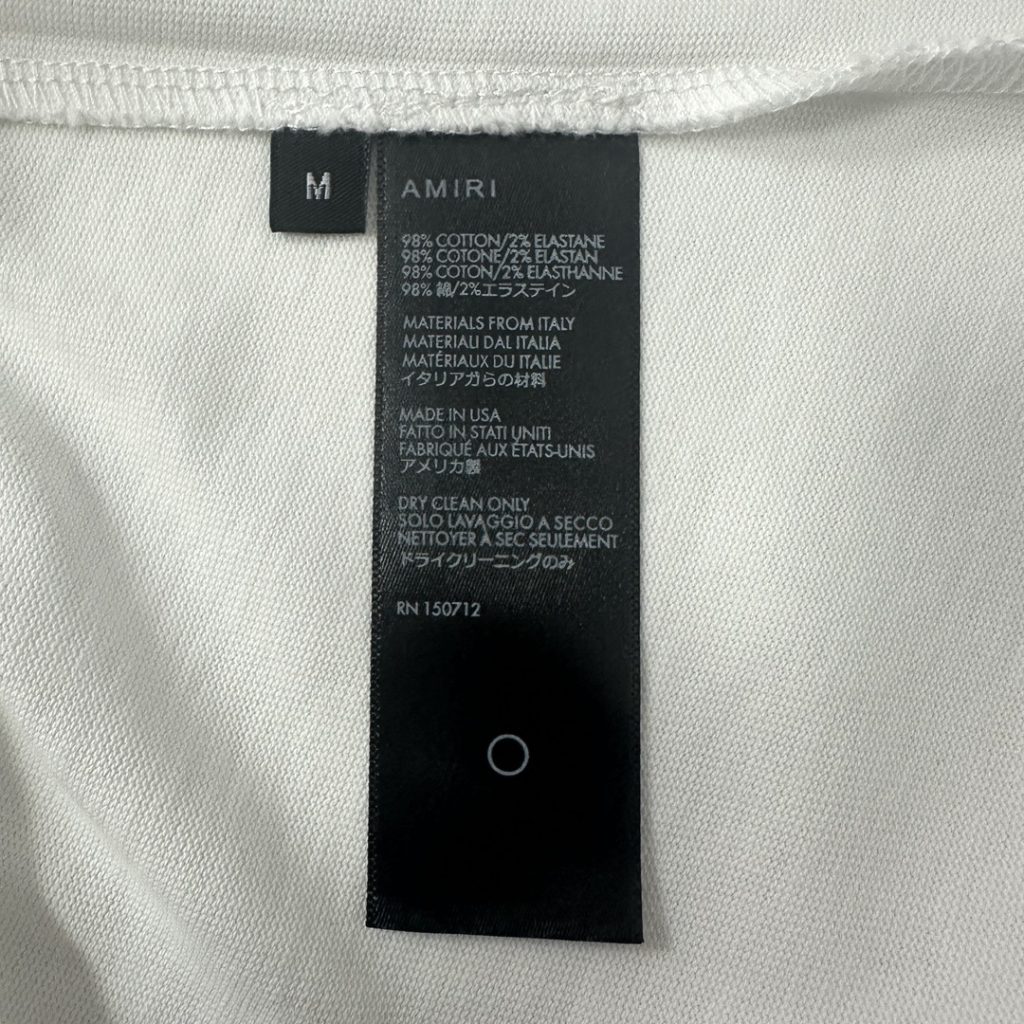 M
AMIRI
98% COTTON/2% ELASTANE
98% COTONE/2% ELASTAN
98% COTON/2% ELASTHANNE
98% 綿/2%エラステイン
MATERIALS FROM ITALY
MATERIALI DAL ITALIA
MATÉRIAUX DU ITALIE
イタリアガらの材料
MADE IN USA
FATTO IN STATI UNITI
FABRIQUÉ AUX ÉTATS-UNIS
アメリカ製
DRY CLEAN ONLY
SOLO LAVAGGIO A SECCO
NETTOYER À SEC SEULEMENT
ドライクリーニングのみ
RN 150712